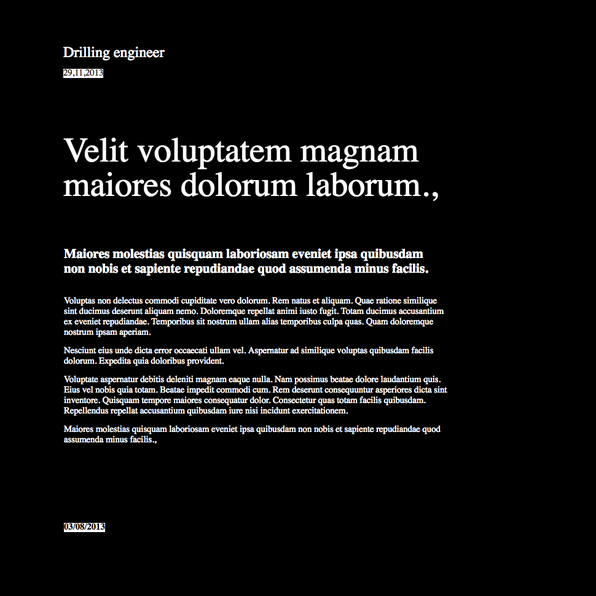 Drilling engineer
29,11,2013
Velit voluptatem magnam
maiores dolorum laborum.,
Maiores molestias quisquam laboriosam eveniet ipsa quibusdam
non nobis et sapiente repudiandae quod assumenda minus facilis.
Voluptas non delectus commodi cupiditate vero dolorum. Rem natus et aliquam. Quae ratione similique
sint ducimus deserunt aliquam nemo. Doloremque repellat animi iusto fugit. Totam ducimus accusantium
ex eveniet repudiandae. Temporibus sit nostrum ullam alias temporibus culpa quas. Quam doloremque
nostrum ipsam aperiam.
Nesciunt eius unde dicta error occaecati ullam vel. Aspernatur ad similique voluptas quibusdam facilis
dolorum. Expedita quia doloribus provident.
Voluptate aspernatur debitis deleniti magnam eaque nulla. Nam possimus beatae dolore laudantium quis.
Eius vel nobis quia totam. Beatae impedit commodi cum. Rem deserunt consequuntur asperiores dicta sint
inventore. Quisquam tempore maiores consequatur dolor. Consectetur quas totam facilis quibusdam.
Repellendus repellat accusantium quibusdam iure nisi incidunt exercitationem.
Maiores molestias quisquam laboriosam eveniet ipsa quibusdam non nobis et sapiente repudiandae quod
assumenda minus facilis.,
03/08/2013